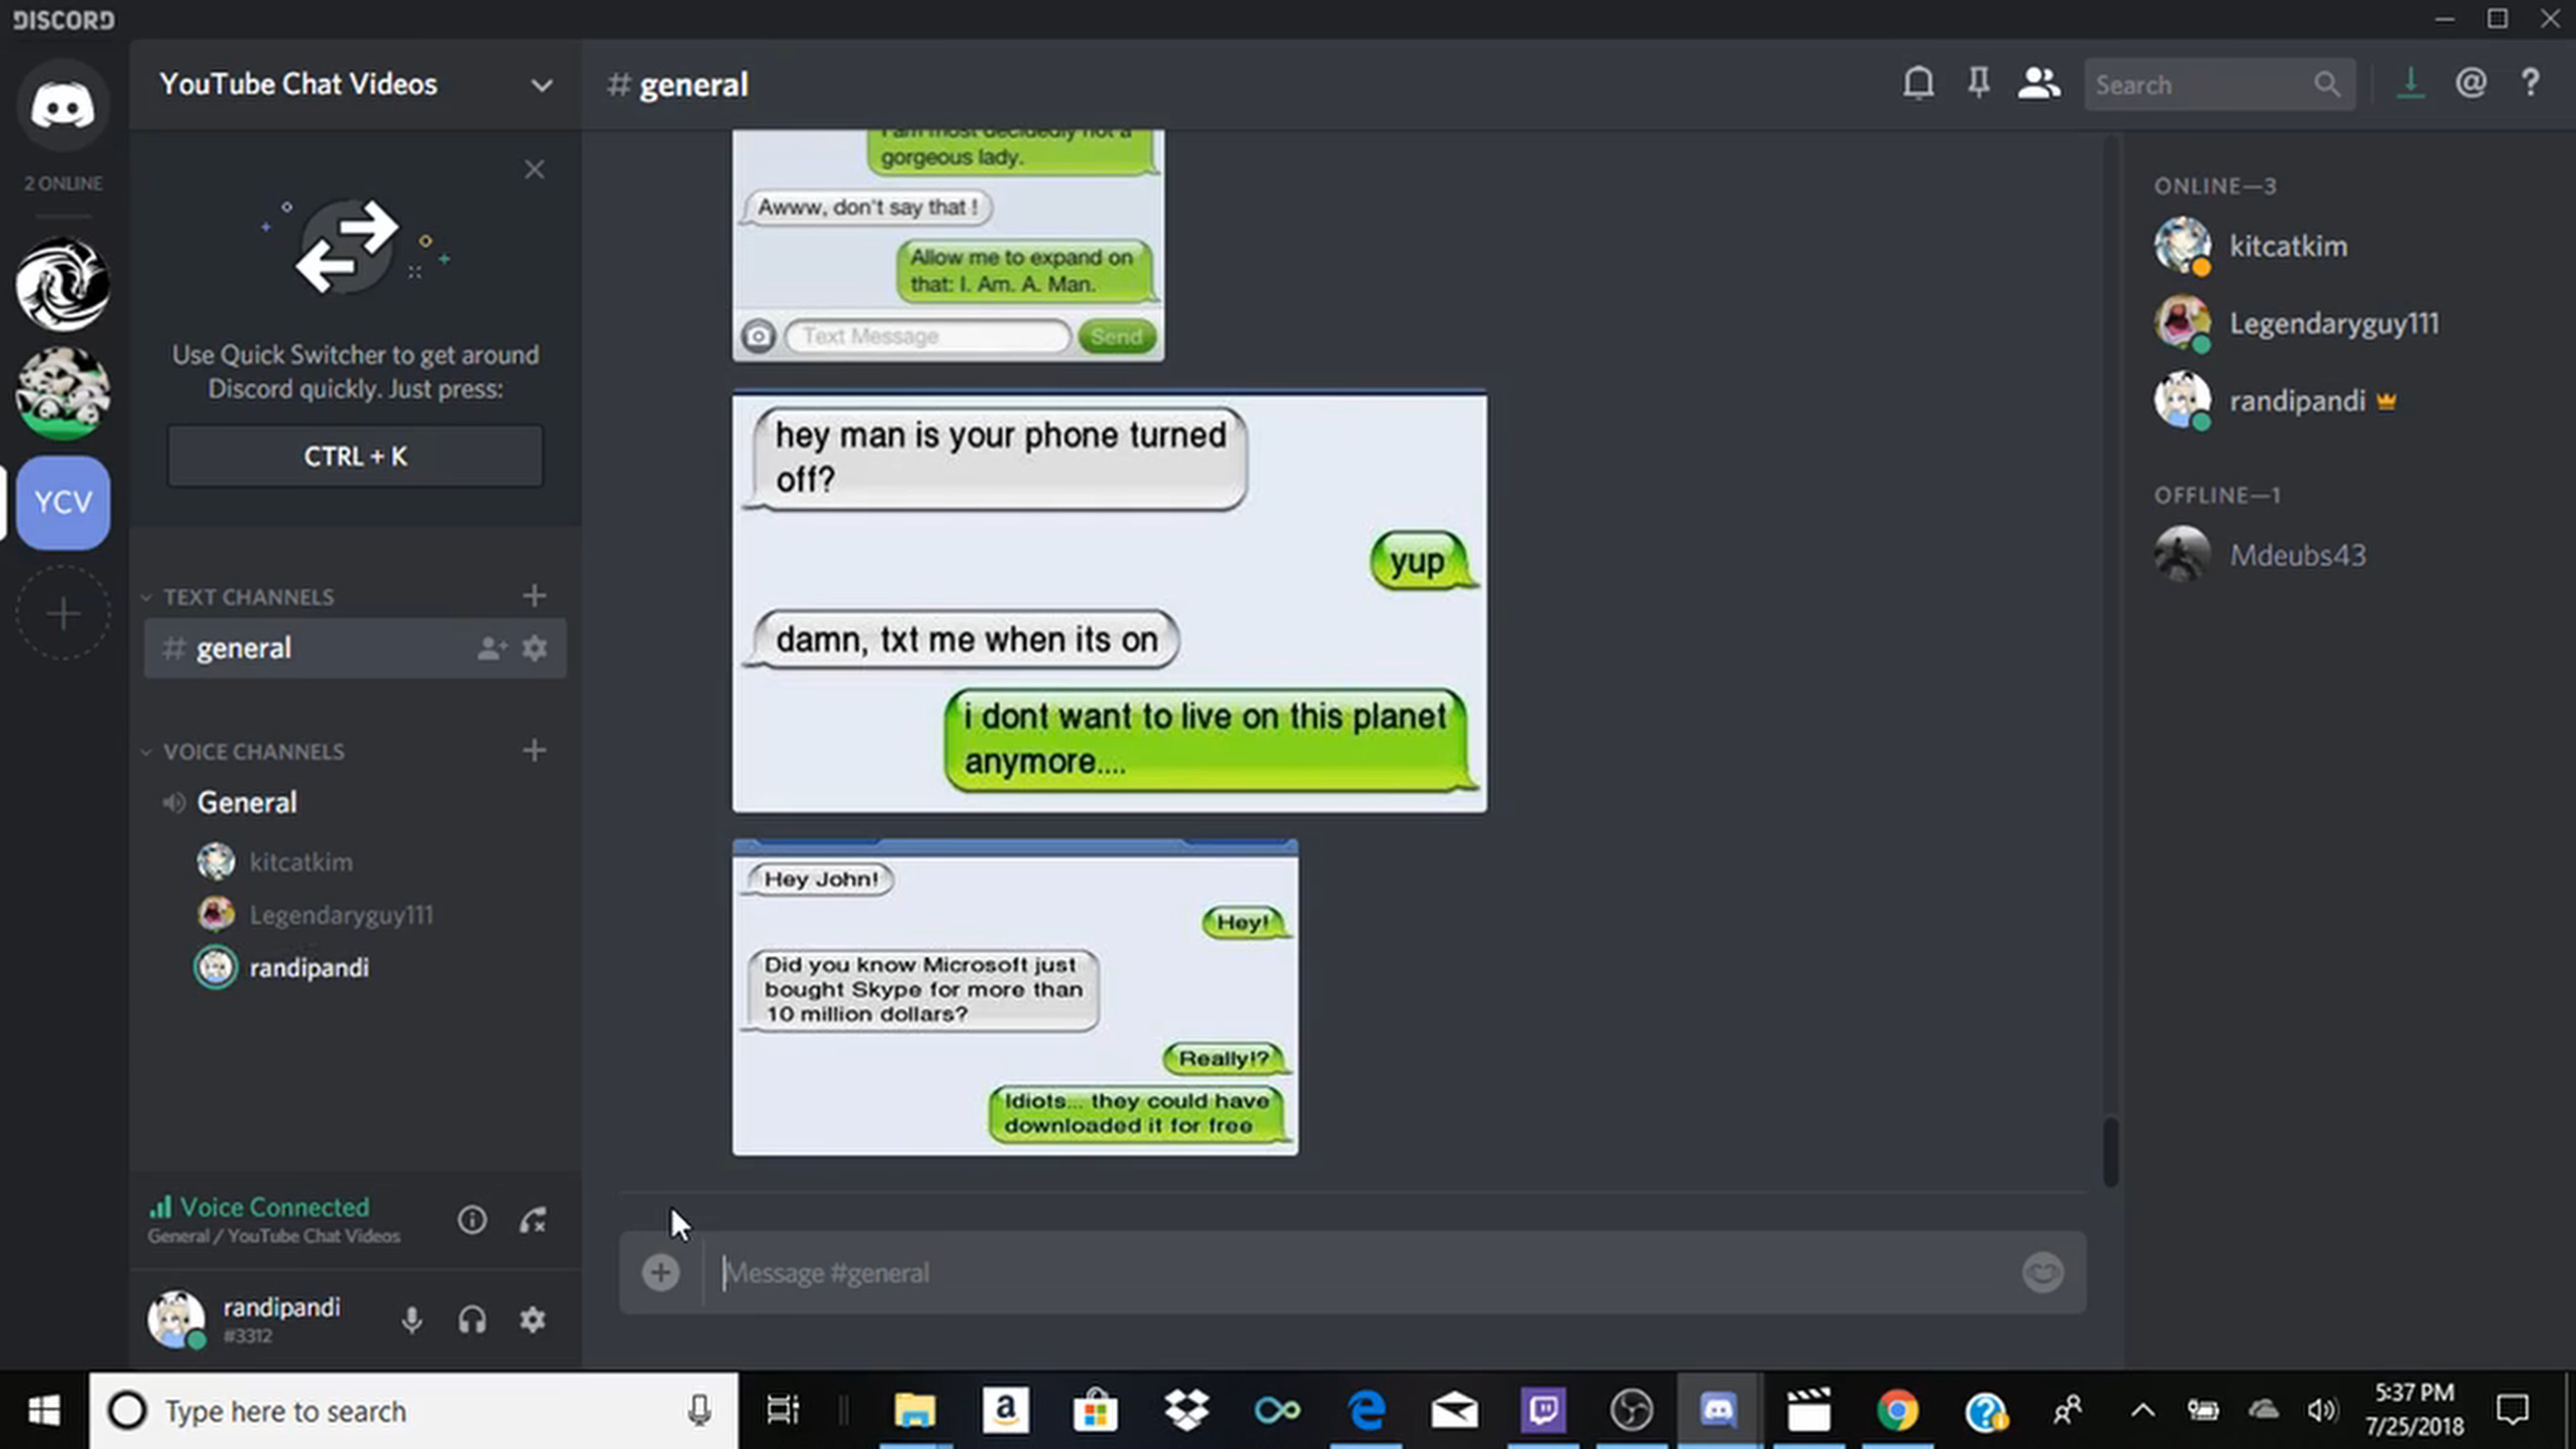 DISCORD
YouTube Chat Videos
# general
Search
2 ONLINE
Use Quick Switcher to get around
Discord quickly. Just press:
CTRL + K
YCV
TEXT CHANNELS
# general
VOICE CHANNELS
General
kitcatkim
Legendaryguy111
randipandi
Voice Connected
General / YouTube Chat Videos
randipandi
#3312
I am most decidedly not a
gorgeous lady.
Awww, don't say that !
Allow me to expand on
that: I. Am. A. Man.
Text Message
Send
hey man is your phone turned
off?
yup
damn, txt me when its on
i dont want to live on this planet
anymore....
Hey John!
Hey!
Did you know Microsoft just
bought Skype for more than
10 million dollars?
Really!?
Idiots... they could have
downloaded it for free
Message #general
ONLINE—3
kitcatkim
Legendaryguy111
randipandi
OFFLINE—1
Mdeubs43
Type here to search
5:37 PM
7/25/2018